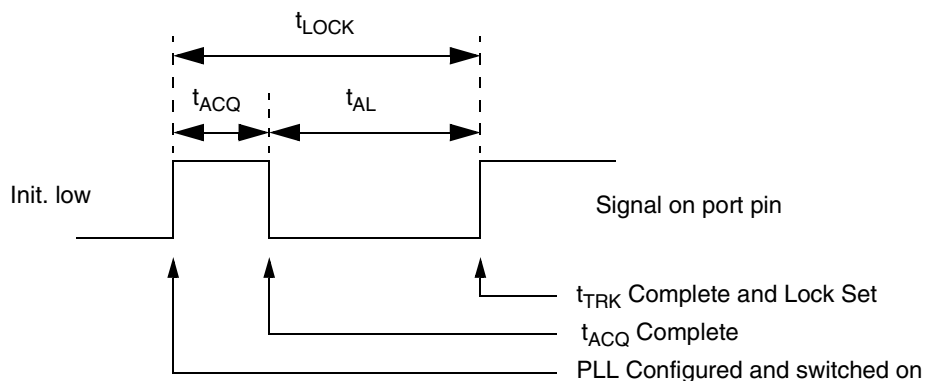 tLOCK
tACQ
tAL
Init. low
Signal on port pin
tTRK Complete and Lock Set
tACQ Complete
PLL Configured and switched on